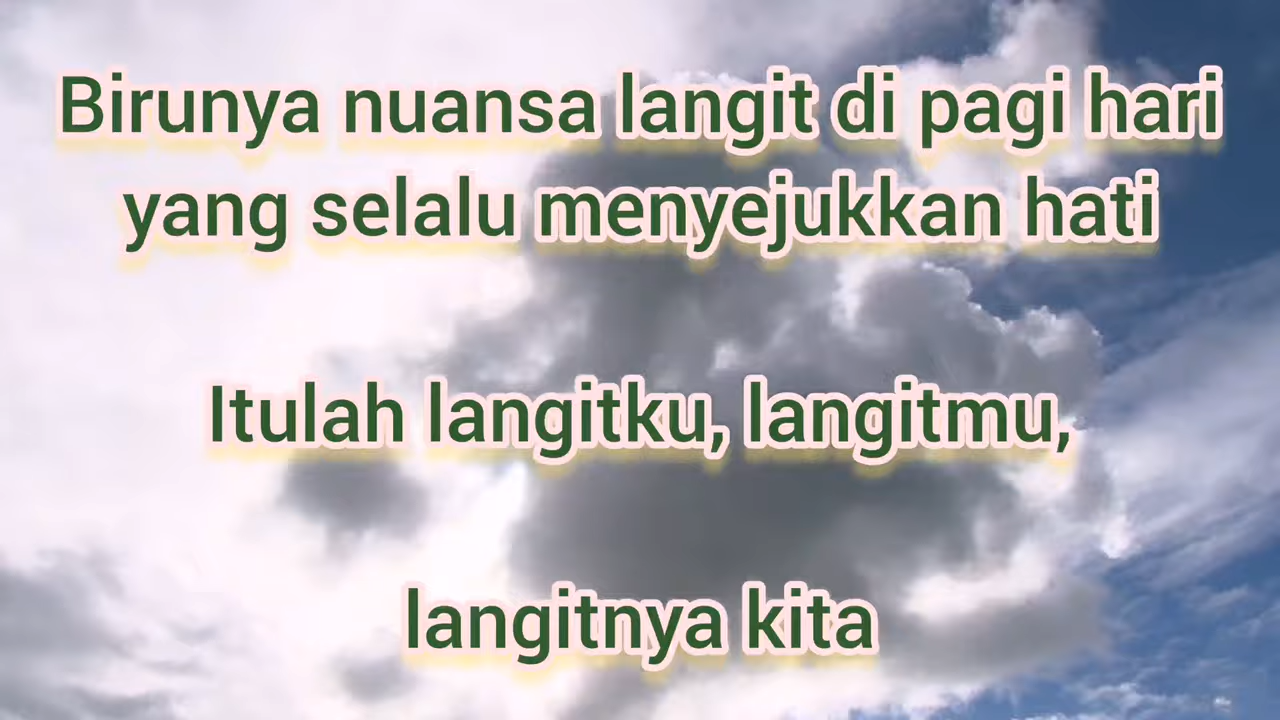 Birunya nuansa langit di pagi hari
yang selalu menyejukkan hati
Itulah langitku, langitmu,
langitnya kita